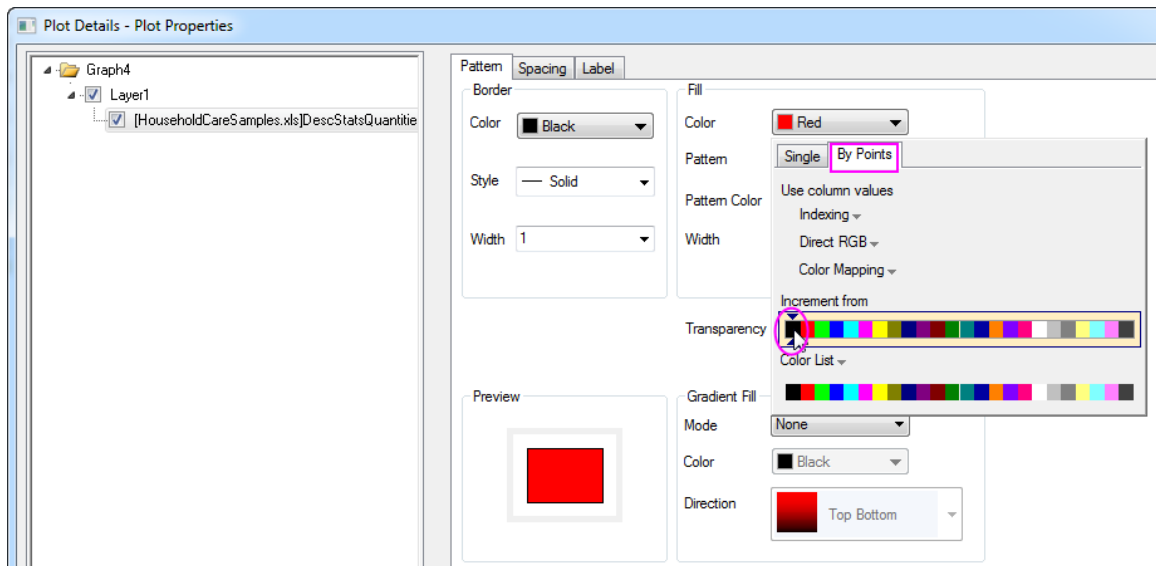 Plot Details - Plot Properties
Graph4
Layer1
[HouseholdCareSamples.xls]DescStatsQuantitie
Pattern Spacing Label
Border
Color Black
Style Solid
Width 1
Fill
Color Red
Pattern
Pattern Color
Width
Single By Points
Use column values
Indexing
Direct RGB
Color Mapping
Increment from
Transparency
Color List
Preview
Gradient Fill
Mode None
Color Black
Direction Top Bottom